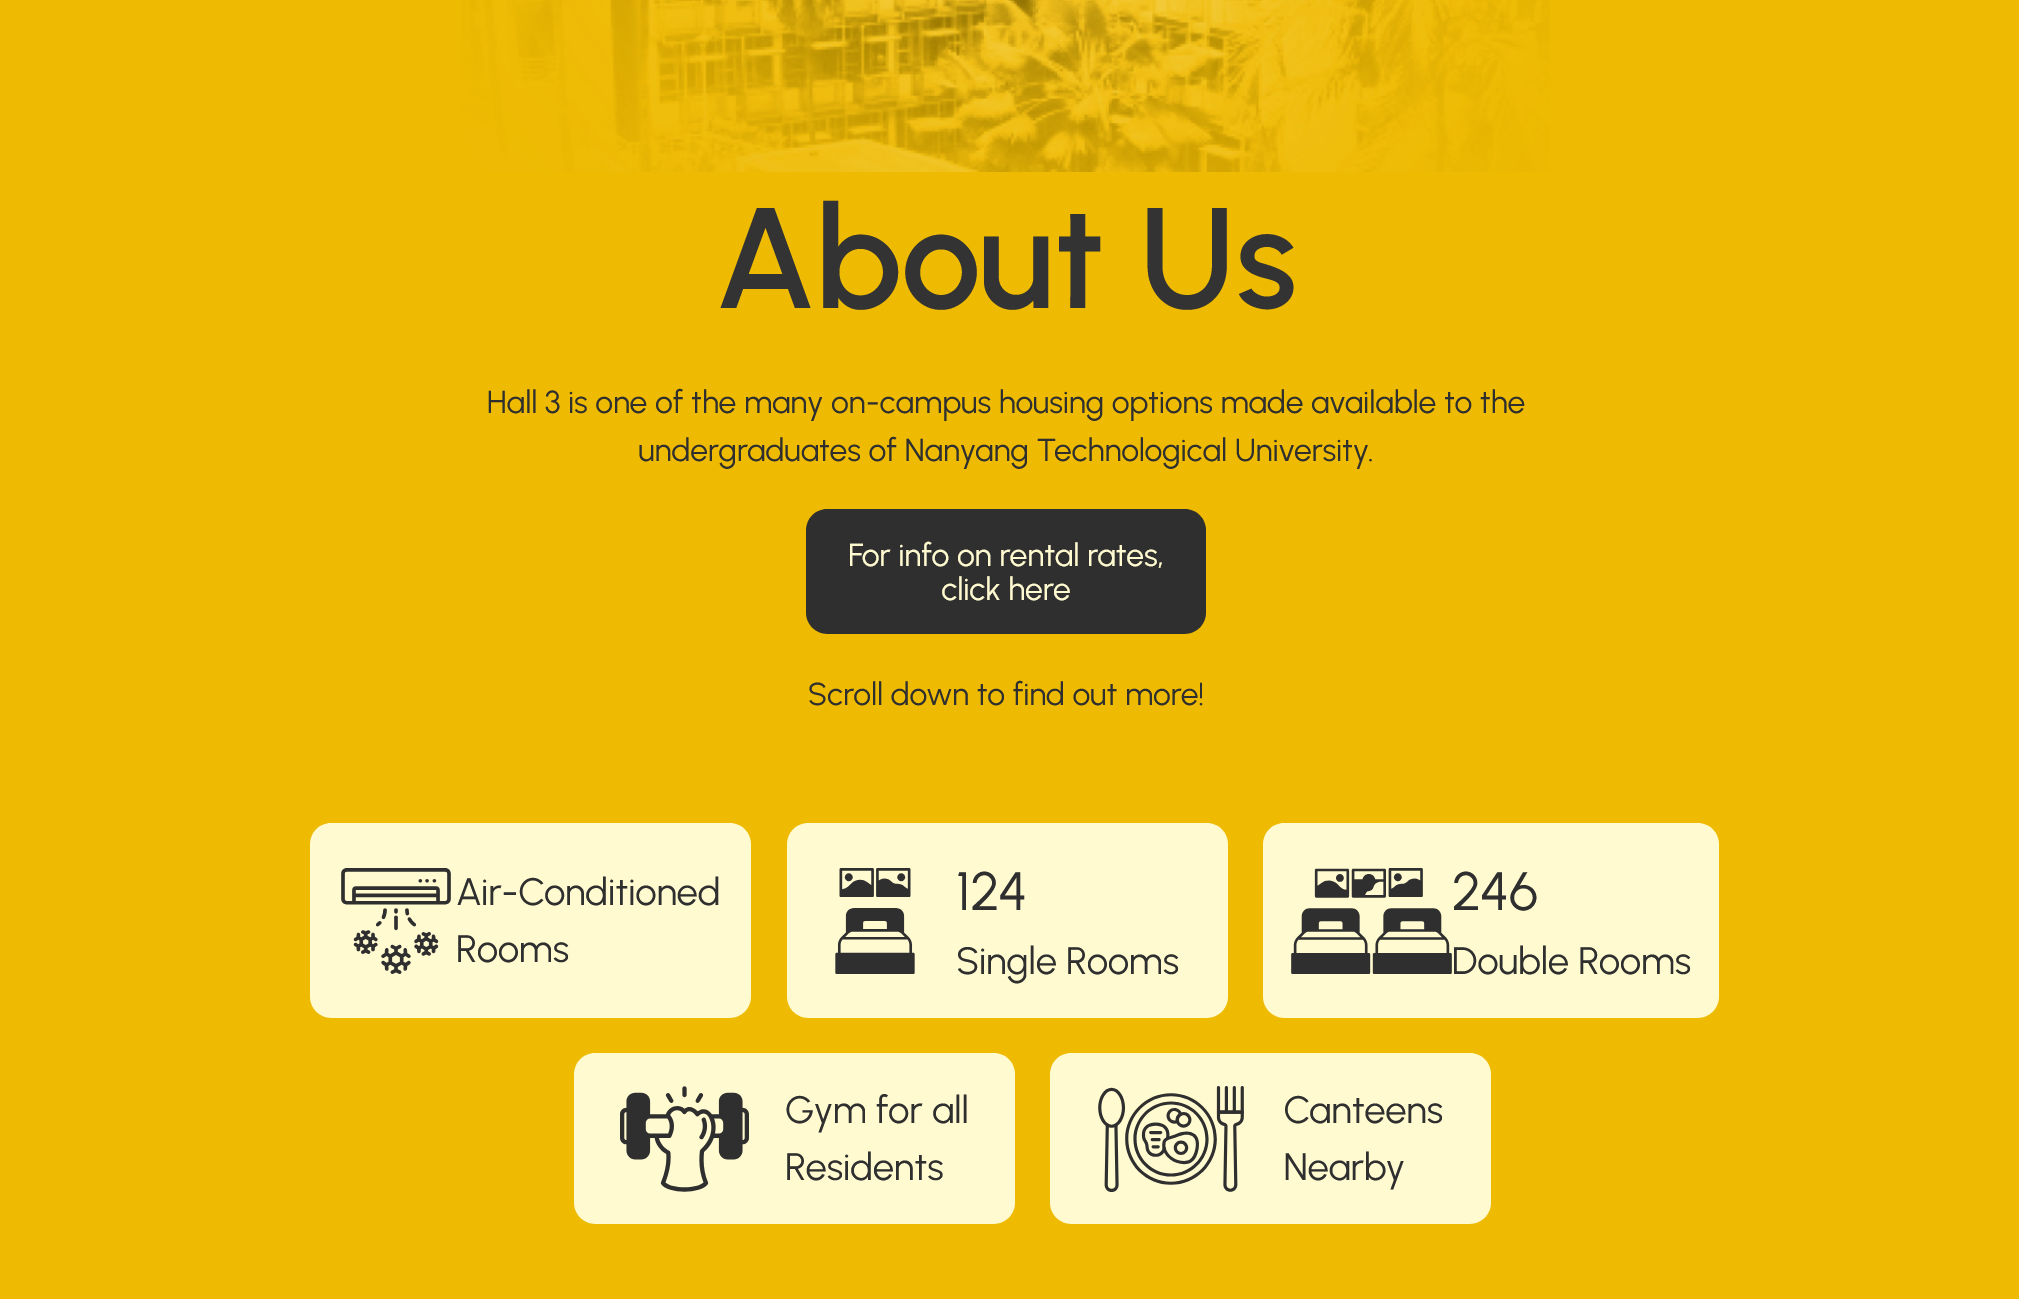 About Us
Hall 3 is one of the many on-campus housing options made available to the
undergraduates of Nanyang Technological University.
For info on rental rates,
click here
Scroll down to find out more!
Air-Conditioned
Rooms
124
Single Rooms
246
Double Rooms
Gym for all
Residents
Canteens
Nearby